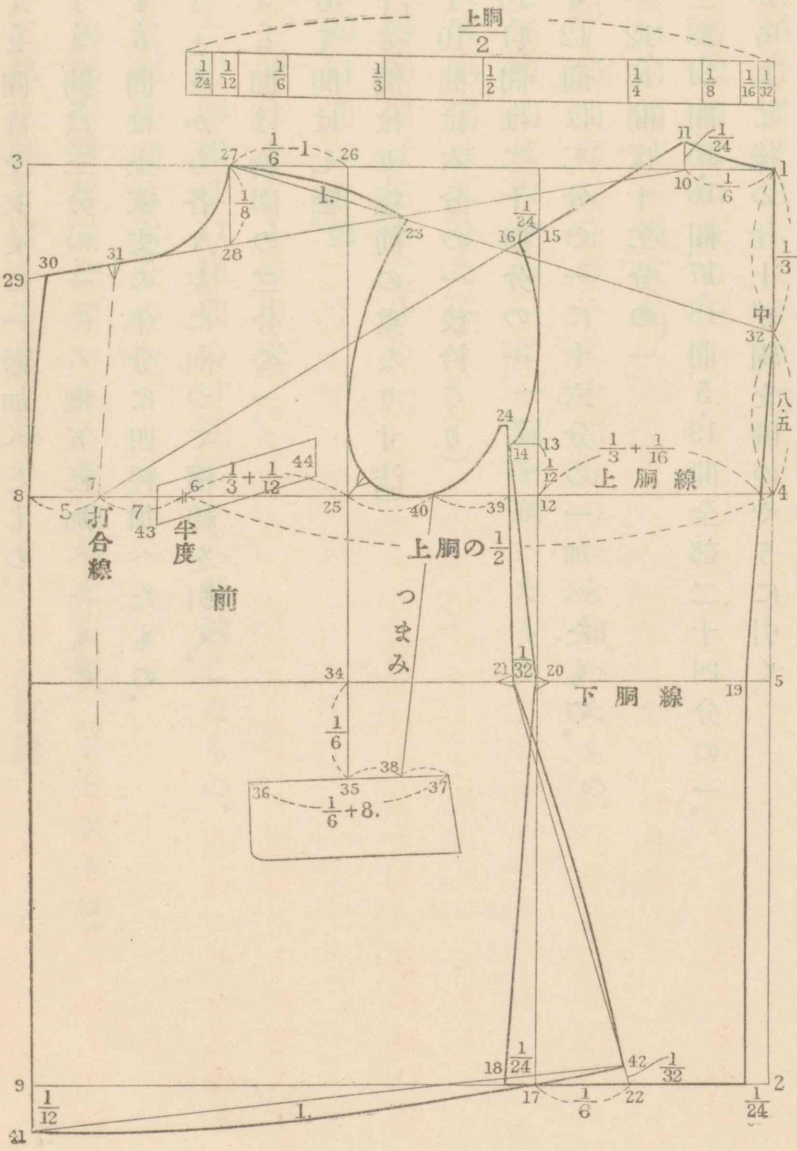 上胴/2
1/24 1/12 1/6 1/3 1/2 1/4 1/8 1/16 1/32
3 27 1/6-1 26 11 1/24 1
10 1/6
1/8 1. 23 1/24 16 15 1/3
29 30 31 28
中
32
24 13 八·五
44 14 1/12 1/3+1/16
8 7 6 1/3+1/12 25 40 39 12 上胴線 4
5 7 43
打合線 半度 上胴の1/2
前 つまみ
34 21 1/32 20 下胴線 19 5
1/6
36 35 38 37
1/6+8.
18 1/24 42 1/32
9 17 1/6 22 2
1/12 1. 1/24
41